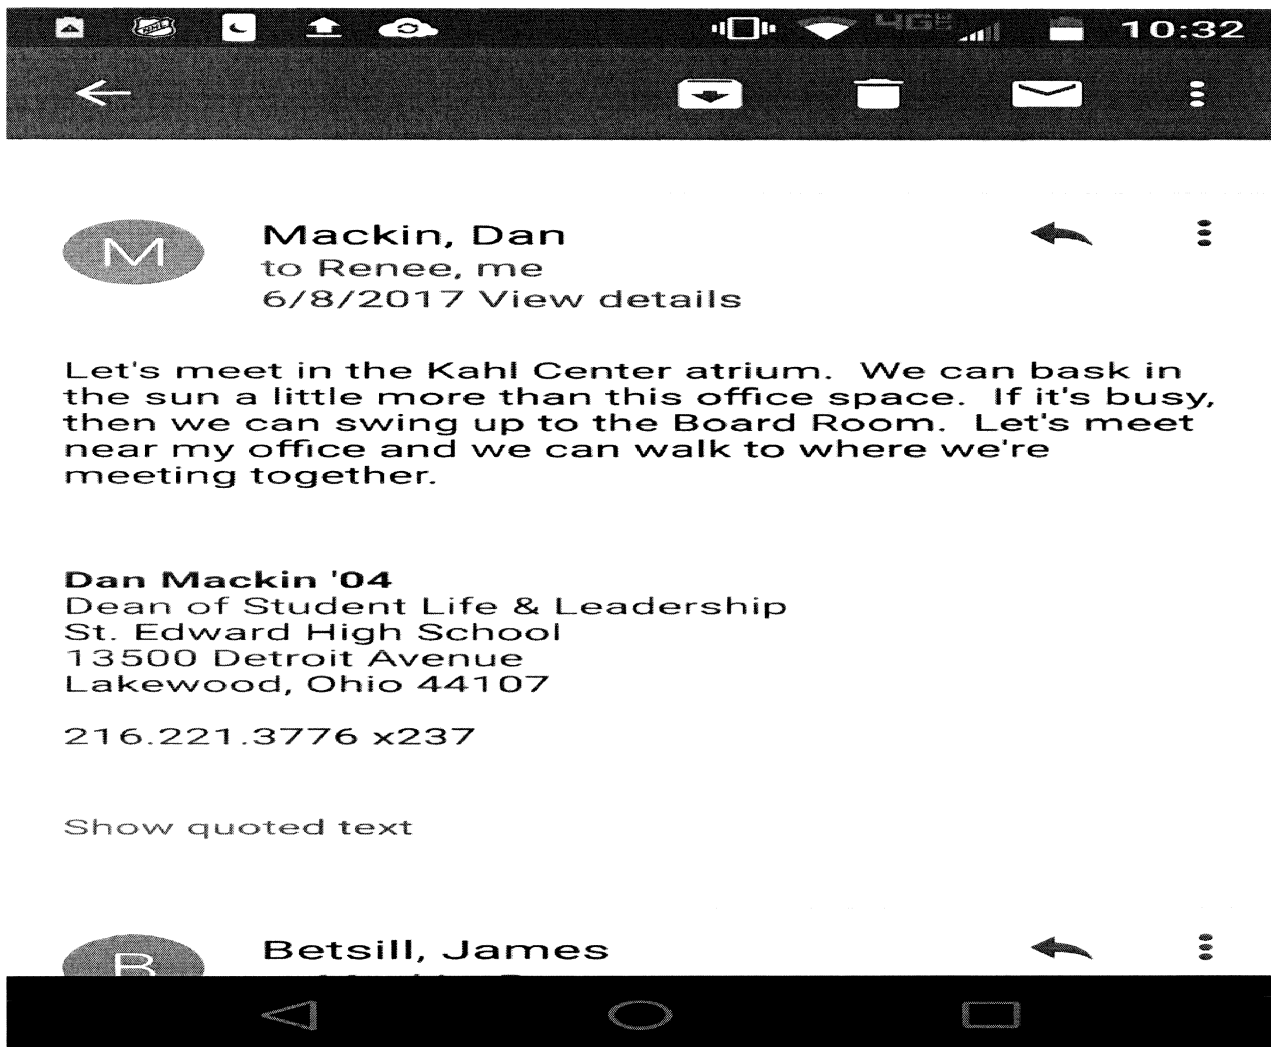 NHL
4G
10:32
M
Mackin, Dan
to Renee, me
6/8/2017 View details
Let's meet in the Kahl Center atrium.  We can bask in
the sun a little more than this office space.  If it's busy,
then we can swing up to the Board Room.  Let's meet
near my office and we can walk to where we're
meeting together.
Dan Mackin '04
Dean of Student Life & Leadership
St. Edward High School
13500 Detroit Avenue
Lakewood, Ohio 44107
216.221.3776 x237
Show quoted text
B
Betsill, James